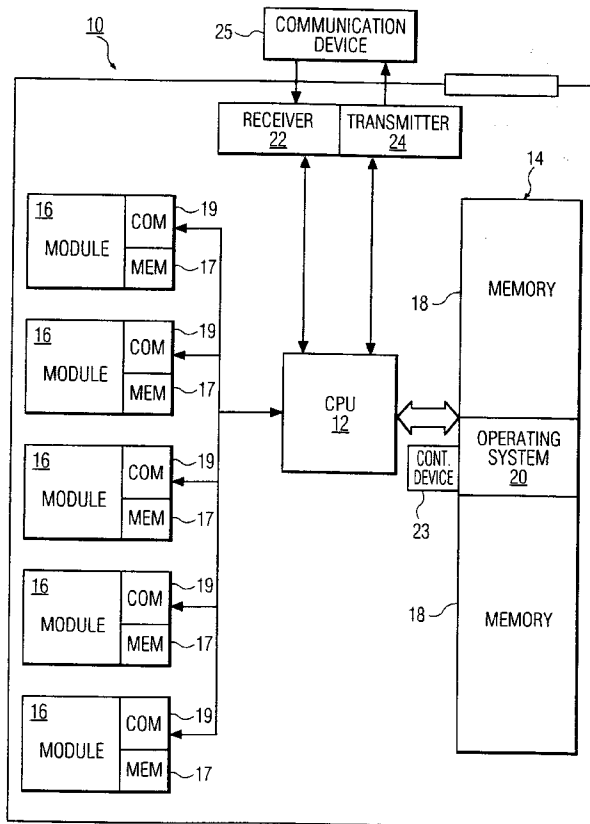 10
25
COMMUNICATION
DEVICE
RECEIVER
22
TRANSMITTER
24
14
16
MODULE
COM
MEM
19
17
16
MODULE
COM
MEM
19
17
16
MODULE
COM
MEM
19
17
16
MODULE
COM
MEM
19
17
16
MODULE
COM
MEM
19
17
CPU
12
18
MEMORY
OPERATING
SYSTEM
20
CONT.
DEVICE
23
18
MEMORY